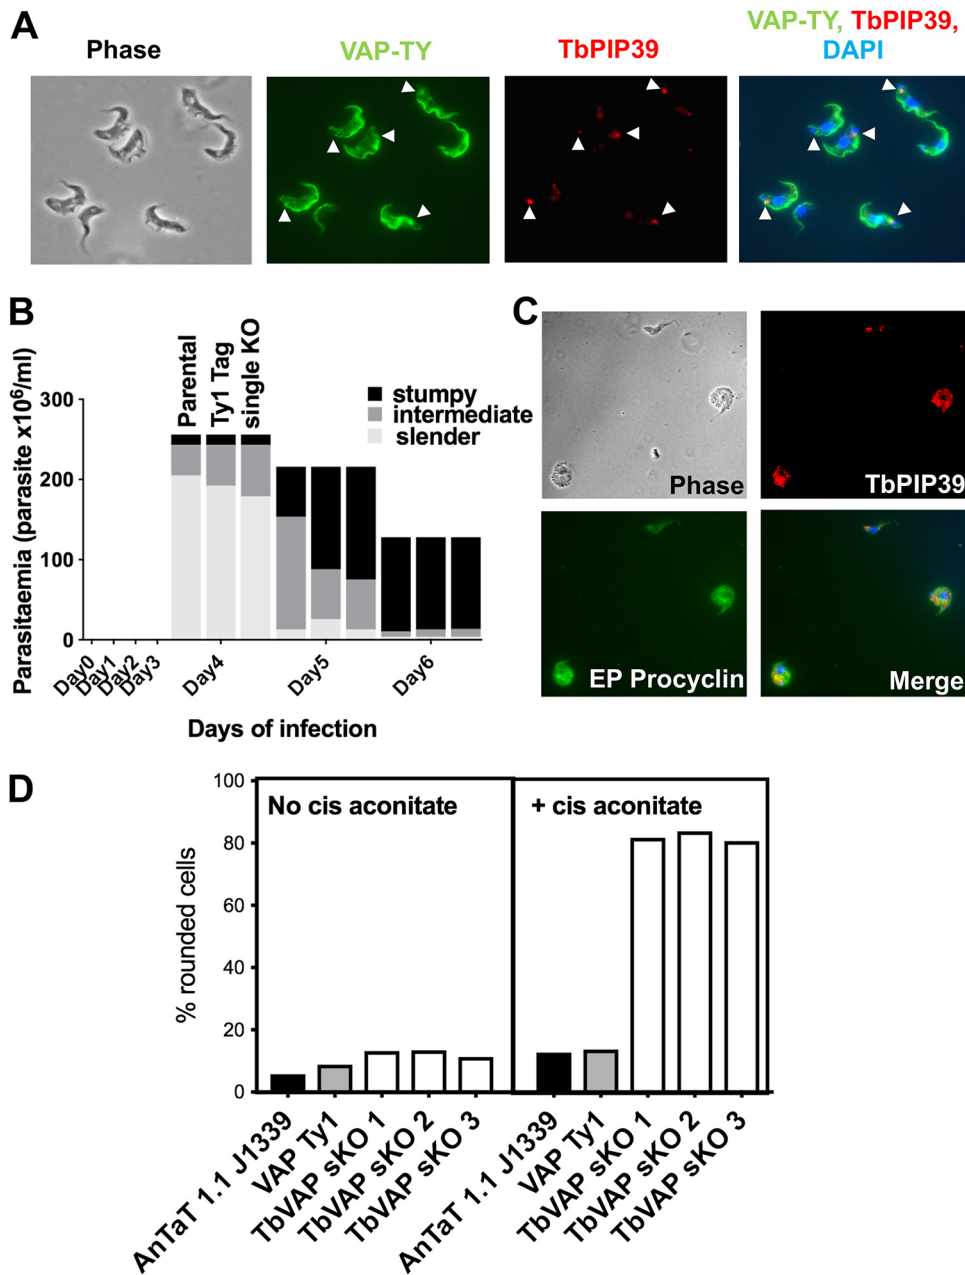 A
Phase
VAP-TY
TbPIP39
VAP-TY, TbPIP39,
DAPI
B
Parasitaemia (parasite x10⁶/ml)
300
200
100
0
Parental
Ty1 Tag
single KO
stumpy
intermediate
slender
Day0
Day1
Day2
Day3
Day4
Day5
Day6
Days of infection
C
Phase
TbPIP39
EP Procyclin
Merge
D
% rounded cells
100
80
60
40
20
0
No cis aconitate
+ cis aconitate
AnTaT 1.1 J1339
VAP Ty1
TbVAP sKO 1
TbVAP sKO 2
TbVAP sKO 3
AnTaT 1.1 J1339
VAP Ty1
TbVAP sKO 1
TbVAP sKO 2
TbVAP sKO 3